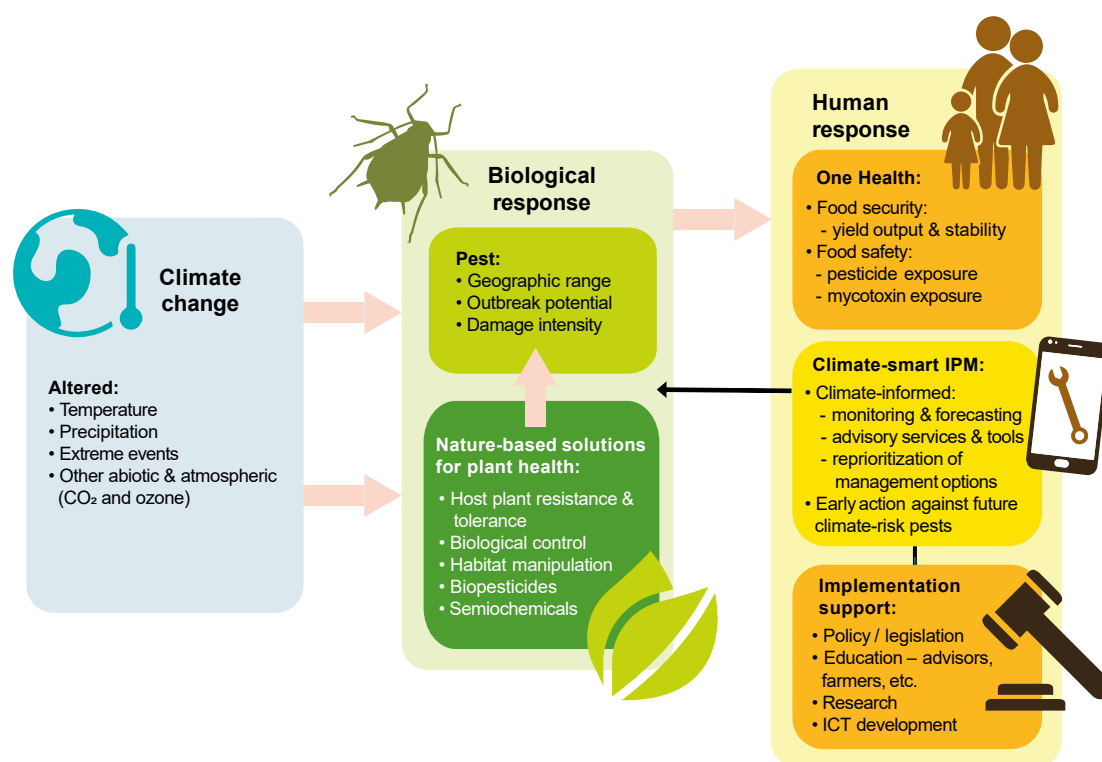 Climate
change
Altered:
• Temperature
• Precipitation
• Extreme events
• Other abiotic & atmospheric
(CO₂ and ozone)
Biological
response
Pest:
• Geographic range
• Outbreak potential
• Damage intensity
Nature-based solutions
for plant health:
• Host plant resistance &
tolerance
• Biological control
• Habitat manipulation
• Biopesticides
• Semiochemicals
Human
response
One Health:
• Food security:
- yield output & stability
• Food safety:
- pesticide exposure
- mycotoxin exposure
Climate-smart IPM:
• Climate-informed:
- monitoring & forecasting
- advisory services & tools
- reprioritization of
management options
• Early action against future
climate-risk pests
Implementation
support:
• Policy / legislation
• Education – advisors,
farmers, etc.
• Research
• ICT development